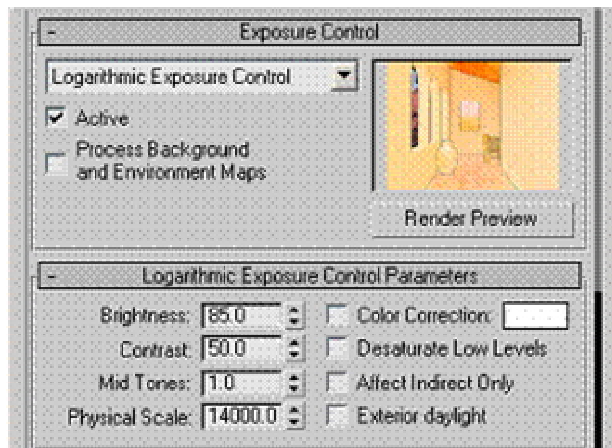 - Exposure Control
Logarithmic Exposure Control
Active
Process Background
and Environment Maps
Render Preview
- Logarithmic Exposure Control Parameters
Brightness: 85.0 Color Correction:
Contrast: 50.0 Desaturate Low Levels
Mid Tones: 1.0 Affect Indirect Only
Physical Scale: 14000.0 Exterior daylight